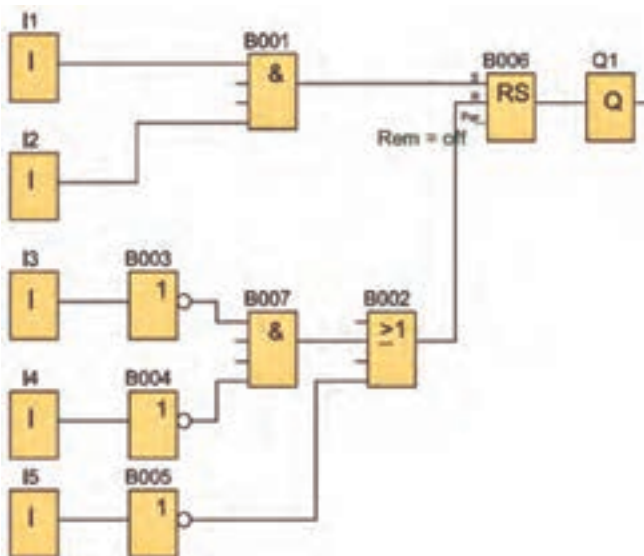 I1
I
B001
&
B006
S
R
Par
RS
Q1
Q
Rem = off
I2
I
I3
I
B003
1
B007
&
B002
≥1
I4
I
B004
1
I5
I
B005
1